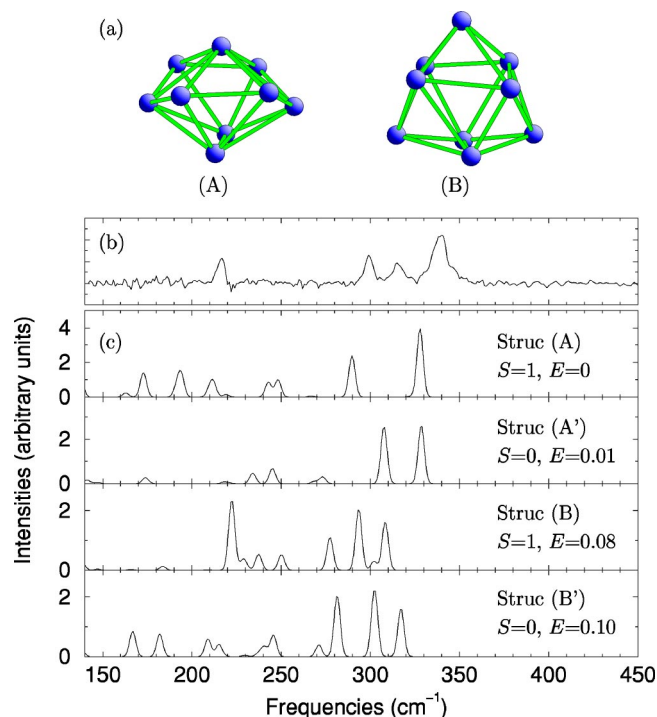 (a)
(A)
(B)
(b)
(c)
4
2
0
Struc (A)
S=1, E=0
2
0
Struc (A’)
S=0, E=0.01
2
0
Struc (B)
S=1, E=0.08
2
0
Struc (B’)
S=0, E=0.10
Intensities (arbitrary units)
150 200 250 300 350 400 450
Frequencies (cm⁻¹)